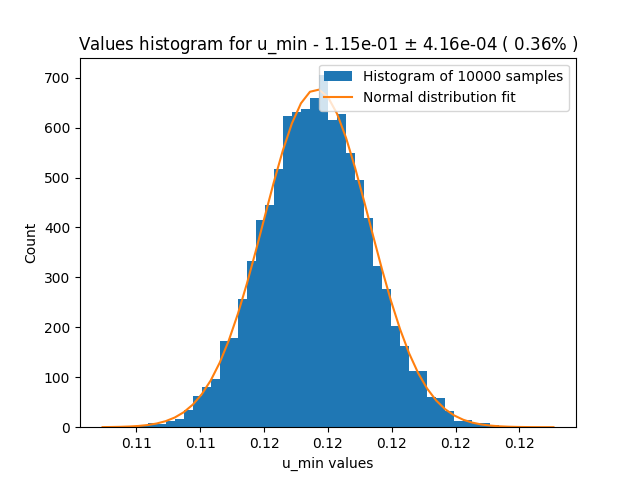 Values histogram for u_min - 1.15e-01 ± 4.16e-04 ( 0.36% )
Histogram of 10000 samples
Normal distribution fit
700
600
500
400
300
200
100
0
Count
0.11 0.11 0.12 0.12 0.12 0.12 0.12
u_min values